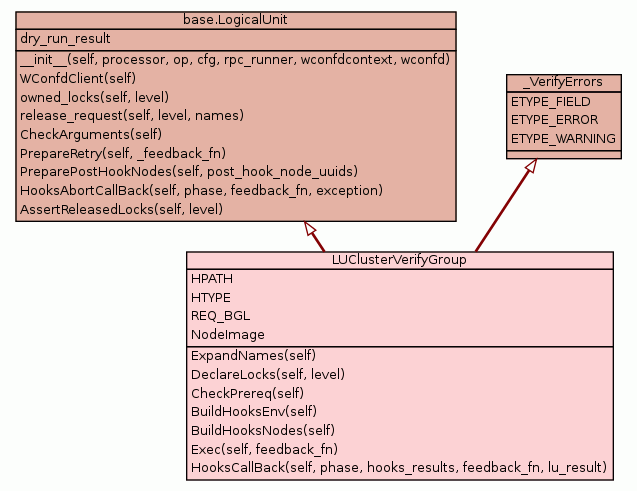 base.LogicalUnit
dry_run_result
__init__(self, processor, op, cfg, rpc_runner, wconfdcontext, wconfd)
WConfdClient(self)
owned_locks(self, level)
release_request(self, level, names)
CheckArguments(self)
PrepareRetry(self, _feedback_fn)
PreparePostHookNodes(self, post_hook_node_uuids)
HooksAbortCallBack(self, phase, feedback_fn, exception)
AssertReleasedLocks(self, level)
_VerifyErrors
ETYPE_FIELD
ETYPE_ERROR
ETYPE_WARNING
LUClusterVerifyGroup
HPATH
HTYPE
REQ_BGL
NodeImage
ExpandNames(self)
DeclareLocks(self, level)
CheckPrereq(self)
BuildHooksEnv(self)
BuildHooksNodes(self)
Exec(self, feedback_fn)
HooksCallBack(self, phase, hooks_results, feedback_fn, lu_result)